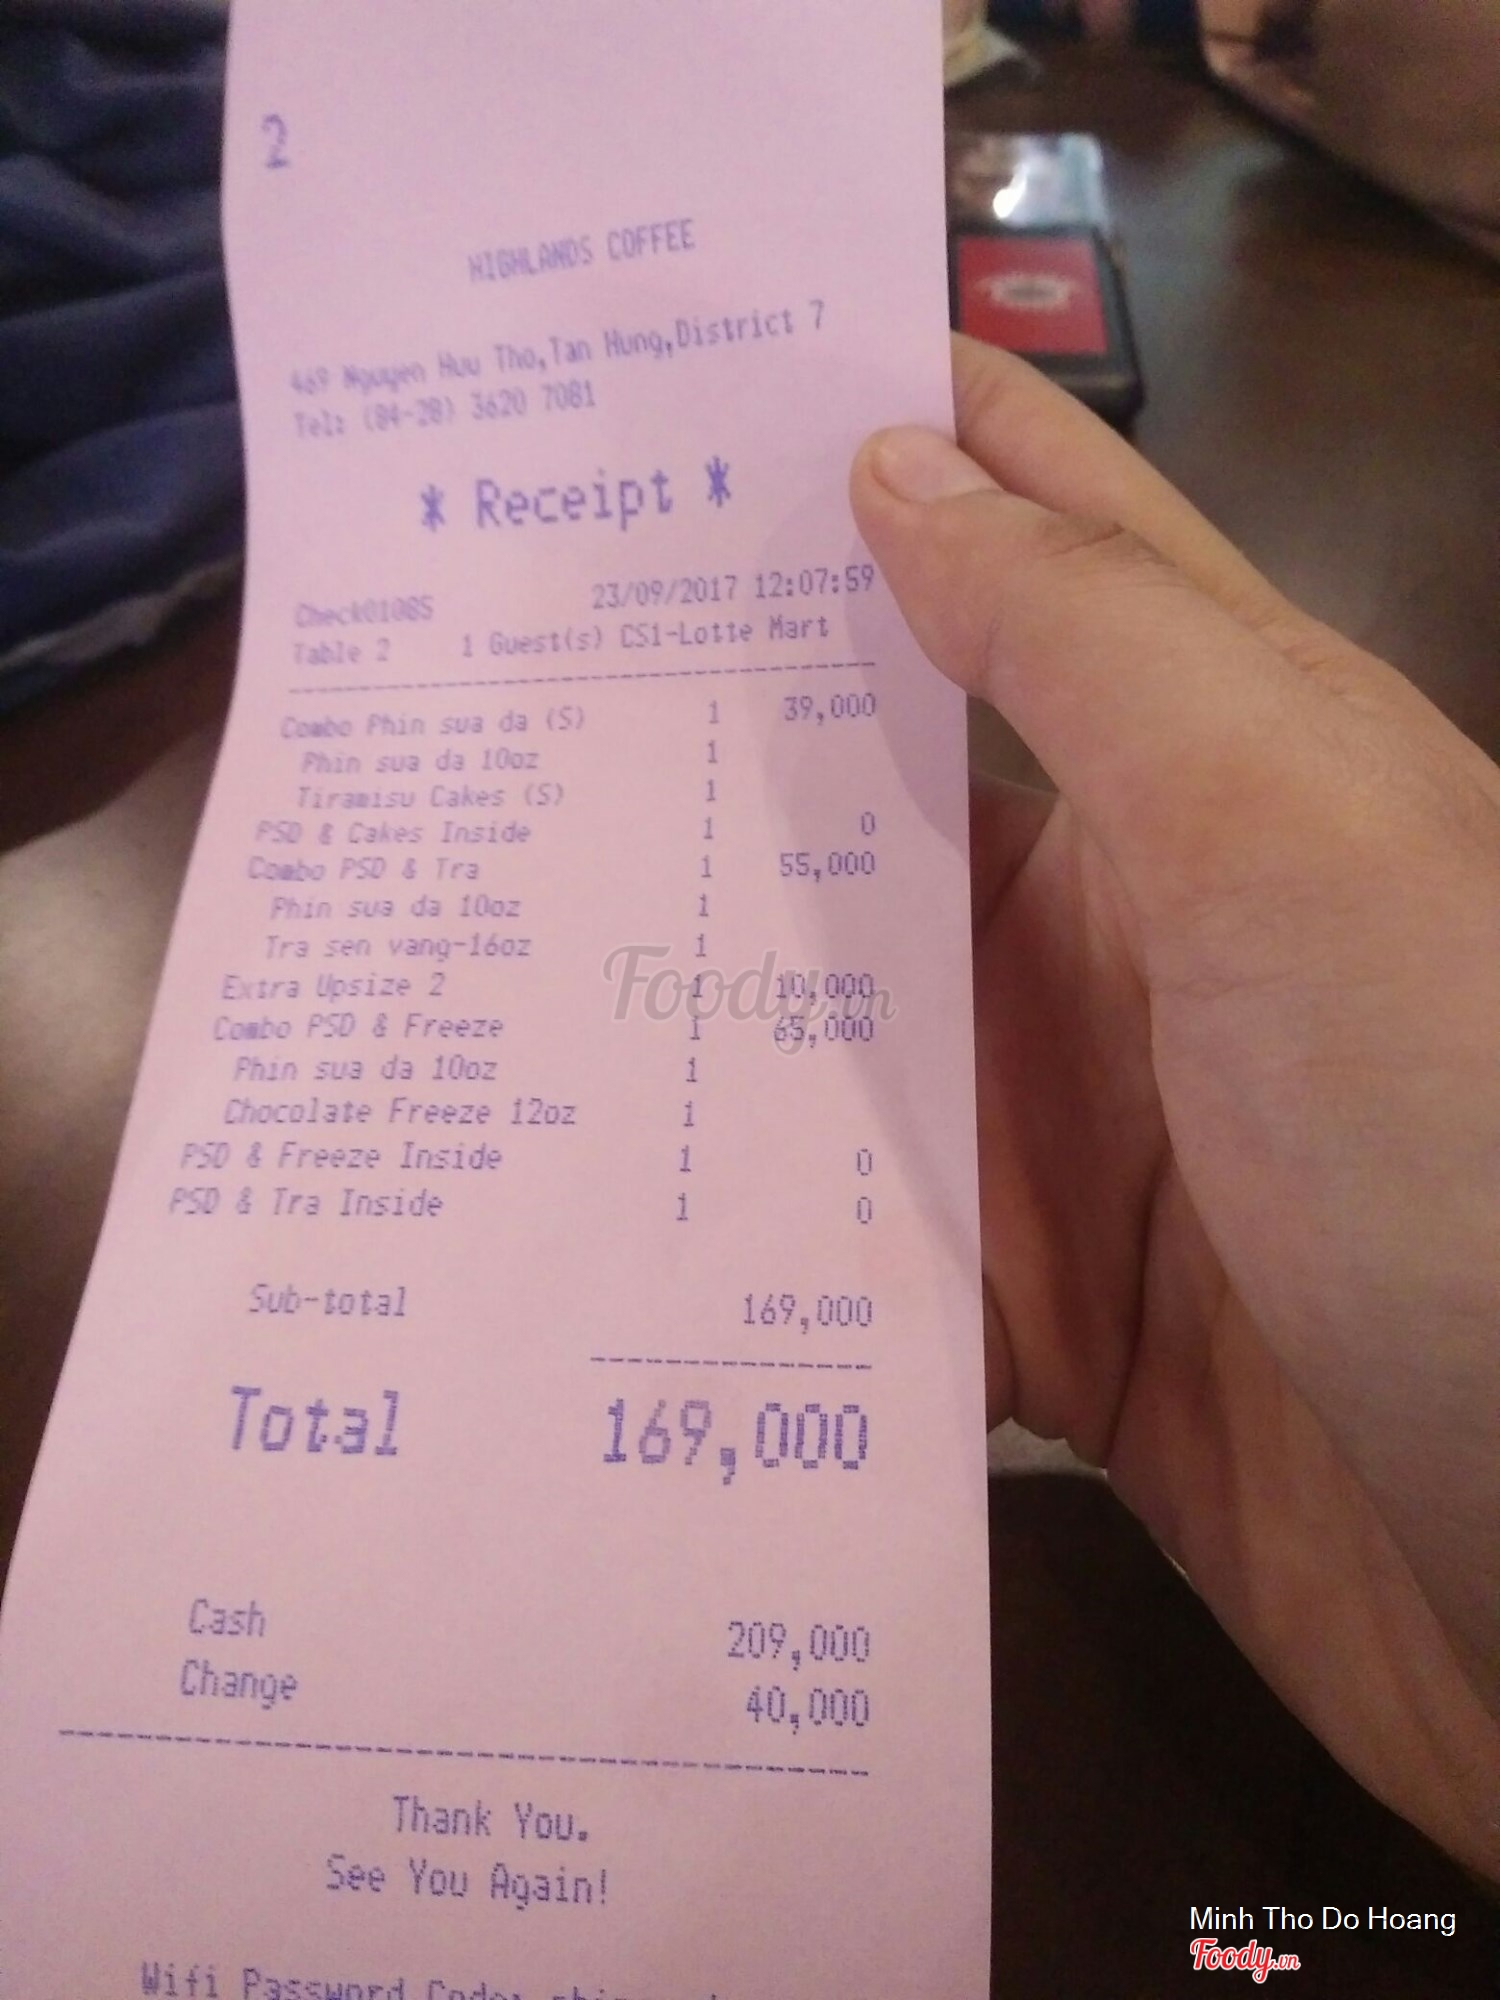 2
HIGHLANDS COFFEE
469 Nguyen Huu Tho,Tan Hung,District 7
Tel: (84-28) 3620 7081
* Receipt *
Check01085 23/09/2017 12:07:59
Table 2 1 Guest(s) CS1-Lotte Mart
Combo Phin sua da (S) 1 39,000
Phin sua da 10oz 1
Tiramisu Cakes (S) 1
PSD & Cakes Inside 1 0
Combo PSD & Tra 1 55,000
Phin sua da 10oz 1
Tra sen vang-16oz 1
Extra Upsize 2 1 10,000
Combo PSD & Freeze 1 65,000
Phin sua da 10oz 1
Chocolate Freeze 12oz 1
PSD & Freeze Inside 1 0
PSD & Tra Inside 1 0
Sub-total 169,000
Total 169,000
Cash 209,000
Change 40,000
Thank You.
See You Again!
Wifi Password Code:
Foody.vn
Minh Tho Do Hoang
Foody.vn